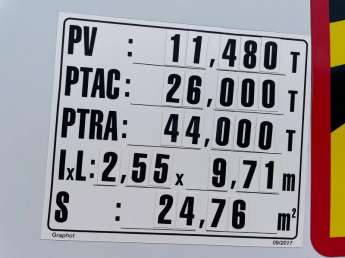 PV : 11,480 T
PTAC: 26,000 T
PTRA: 44,000 T
IxL: 2,55 x 9,71 m
S : 24,76 m²
Graphot 09/2017